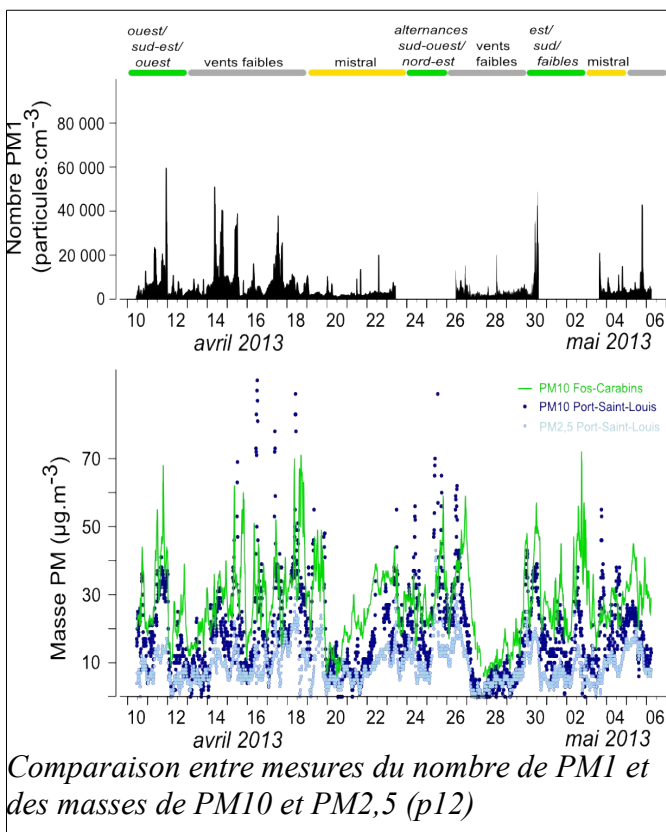 ouest/
sud-est/
ouest
vents faibles
mistral
alternances
sud-ouest/
nord-est
vents
faibles
est/
sud/
faibles
mistral
Nombre PM1
(particules.cm-3)
80 000
60 000
40 000
20 000
0
10 12 14 16 18 20 22 24 26 28 30 02 04 06
avril 2013 mai 2013
PM10 Fos-Carabins
PM10 Port-Saint-Louis
PM2,5 Port-Saint-Louis
Masse PM (µg.m-3)
70
50
30
10
10 12 14 16 18 20 22 24 26 28 30 02 04 06
avril 2013 mai 2013
Comparaison entre mesures du nombre de PM1 et
des masses de PM10 et PM2,5 (p12)